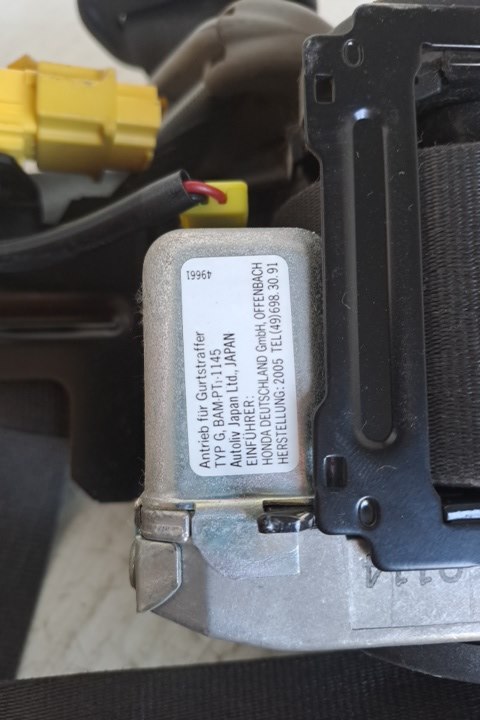 Antrieb für Gurtstraffer
TYP G, BAM-PT₁-1145
Autoliv Japan Ltd., JAPAN
EINFÜHRER:
HONDA DEUTSCHLAND GmbH, OFFENBACH
HERSTELLUNG: 2005 TEL(49)698.30.91
49661